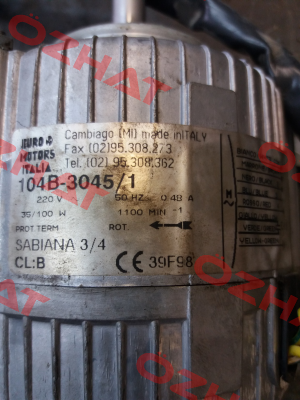 EURO
MOTORS
ITALIA
Cambiago (MI) made in ITALY
Fax (02)95.308.273
Tel. (02) 95.308.362
104B-3045/1
220 V 50 HZ 0.48 A
35/100 W 1100 MIN -1
PROT.TERM ROT.
SABIANA 3/4
CL:B CE 39F98
M
OZHAT
OZHAT
OZHAT
OZHAT